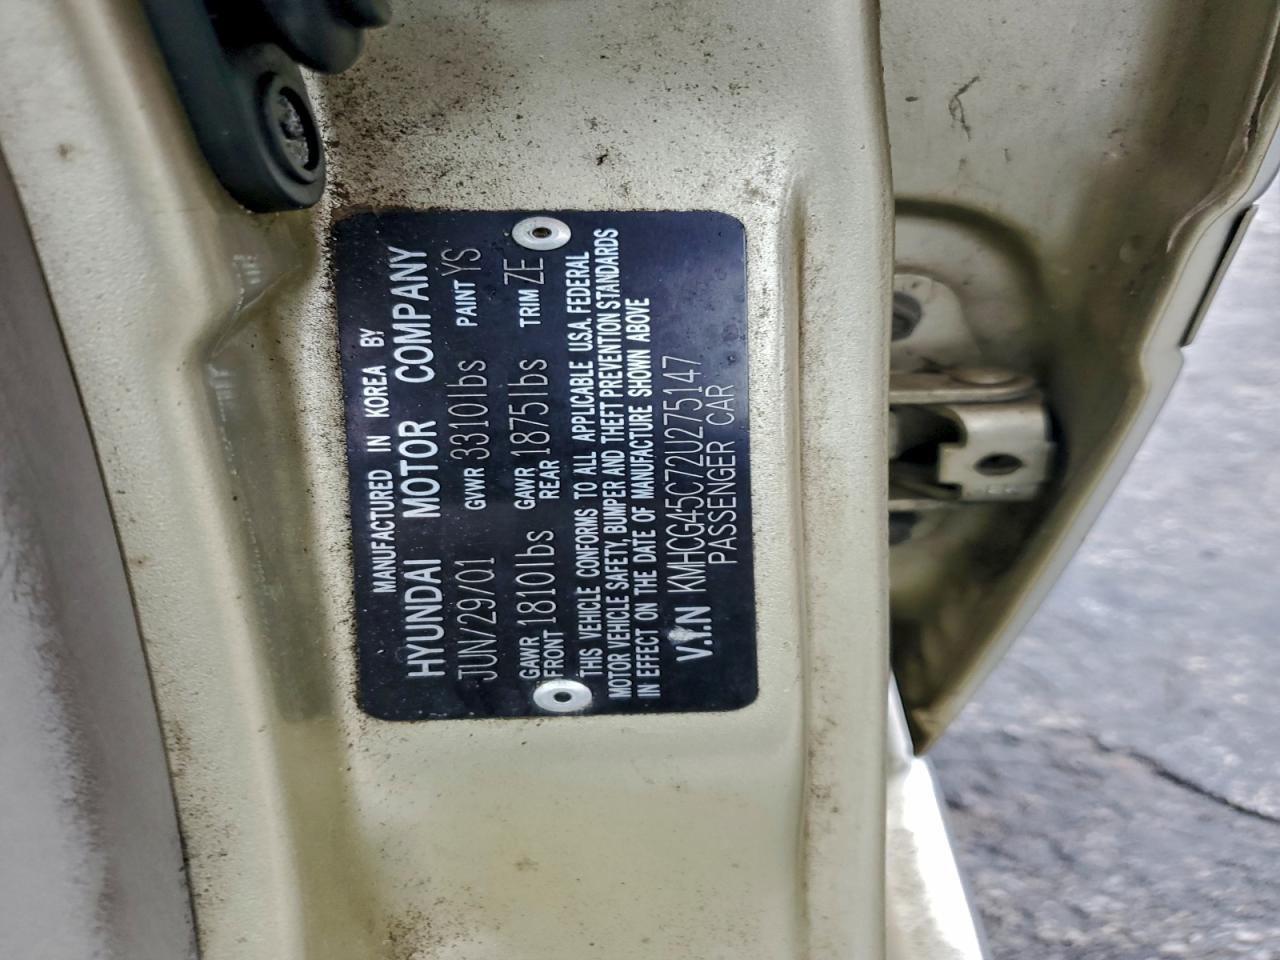 MANUFACTURED IN KOREA BY
HYUNDAI MOTOR COMPANY
JUN/29/01 GVWR 3310lbs PAINT YS
GAWR FRONT 1810lbs GAWR REAR 1875lbs TRIM ZE
THIS VEHICLE CONFORMS TO ALL APPLICABLE U.S.A. FEDERAL
MOTOR VEHICLE SAFETY, BUMPER AND THEFT PREVENTION STANDARDS
IN EFFECT ON THE DATE OF MANUFACTURE SHOWN ABOVE
V.I.N KMHCG45C72U275147
PASSENGER CAR